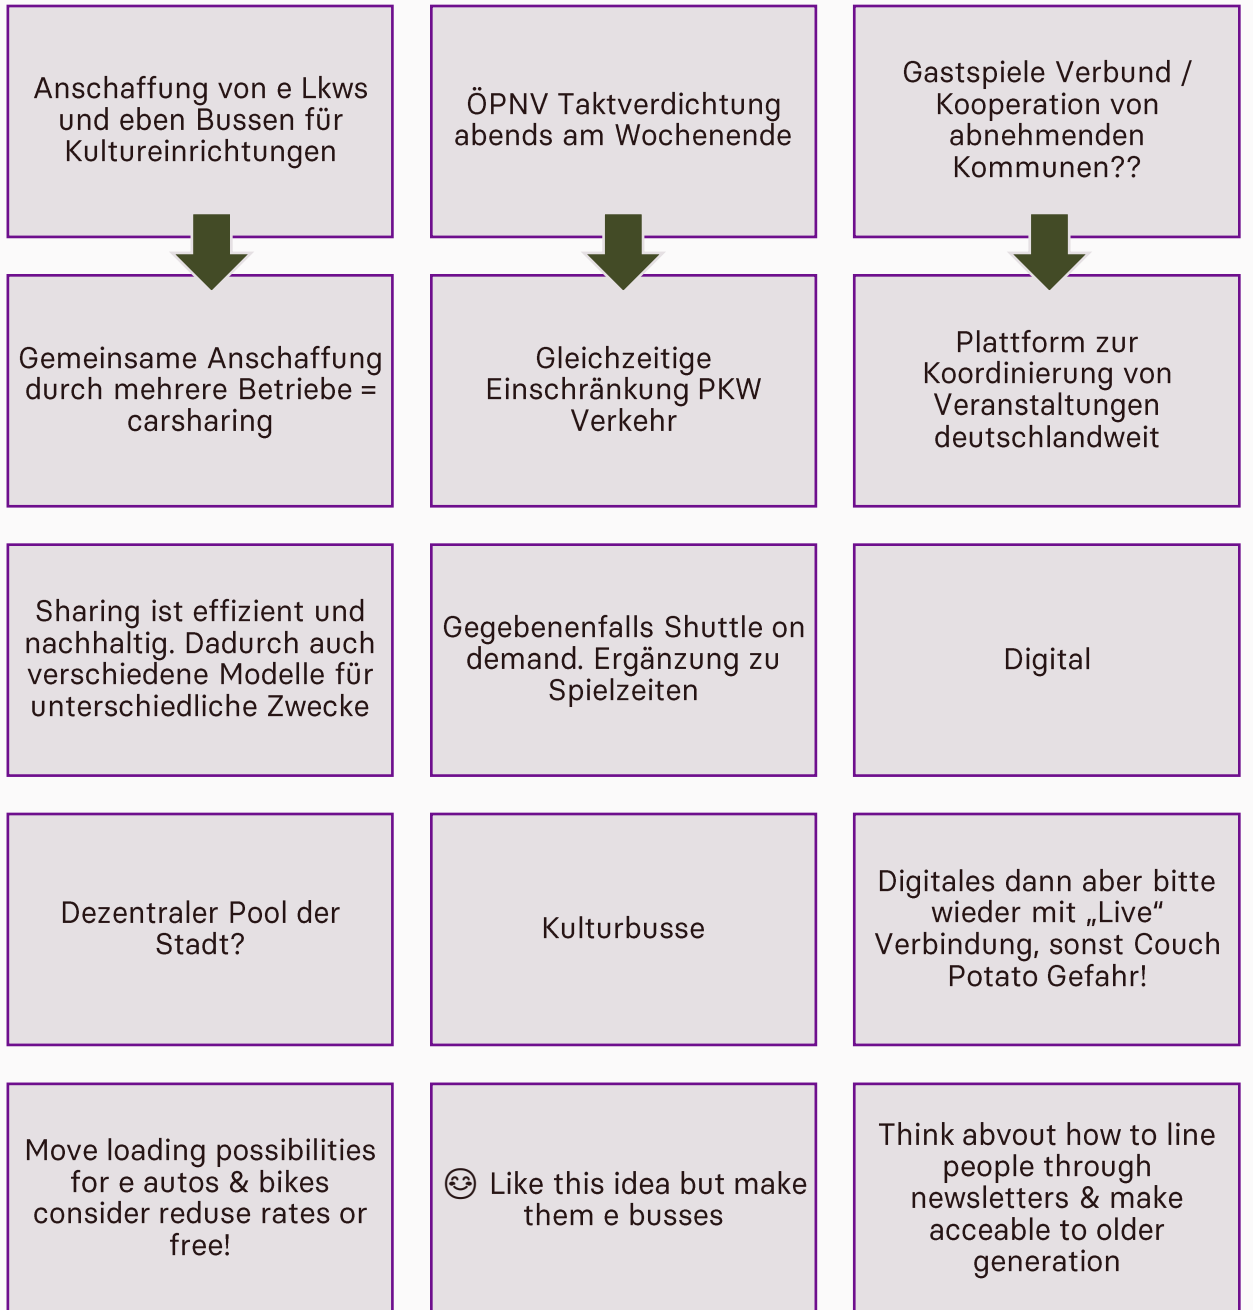 Anschaffung von e Lkws
und eben Bussen für
Kultureinrichtungen
ÖPNV Taktverdichtung
abends am Wochenende
Gastspiele Verbund /
Kooperation von
abnehmenden
Kommunen??
Gemeinsame Anschaffung
durch mehrere Betriebe =
carsharing
Gleichzeitige
Einschränkung PKW
Verkehr
Plattform zur
Koordinierung von
Veranstaltungen
deutschlandweit
Sharing ist effizient und
nachhaltig. Dadurch auch
verschiedene Modelle für
unterschiedliche Zwecke
Gegebenenfalls Shuttle on
demand. Ergänzung zu
Spielzeiten
Digital
Dezentraler Pool der
Stadt?
Kulturbusse
Digitales dann aber bitte
wieder mit „Live“
Verbindung, sonst Couch
Potato Gefahr!
Move loading possibilities
for e autos & bikes
consider reduse rates or
free!
😊 Like this idea but make
them e busses
Think abvout how to line
people through
newsletters & make
acceable to older
generation